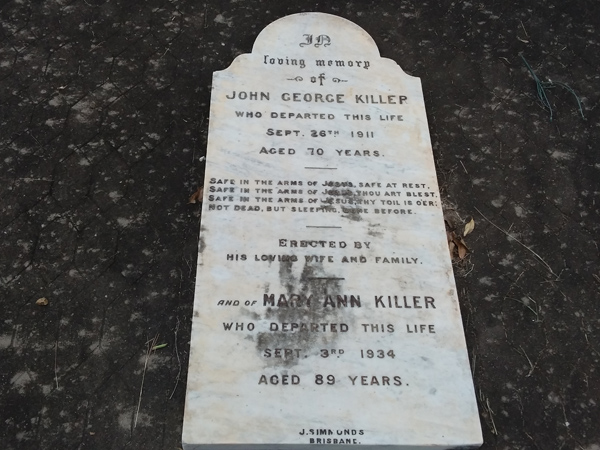 IN
loving memory
of
JOHN GEORGE KILLER
WHO DEPARTED THIS LIFE
SEPT. 26TH 1911
AGED 70 YEARS.
SAFE IN THE ARMS OF JESUS, SAFE AT REST,
SAFE IN THE ARMS OF JESUS, THOU ART BLEST,
SAFE IN THE ARMS OF JESUS, THY TOIL IS O'ER:
NOT DEAD, BUT SLEEPING, GONE BEFORE.
ERECTED BY
HIS LOVING WIFE AND FAMILY.
AND OF MARY ANN KILLER
WHO DEPARTED THIS LIFE
SEPT. 3RD 1934
AGED 89 YEARS.
J. SIMMONDS
BRISBANE.